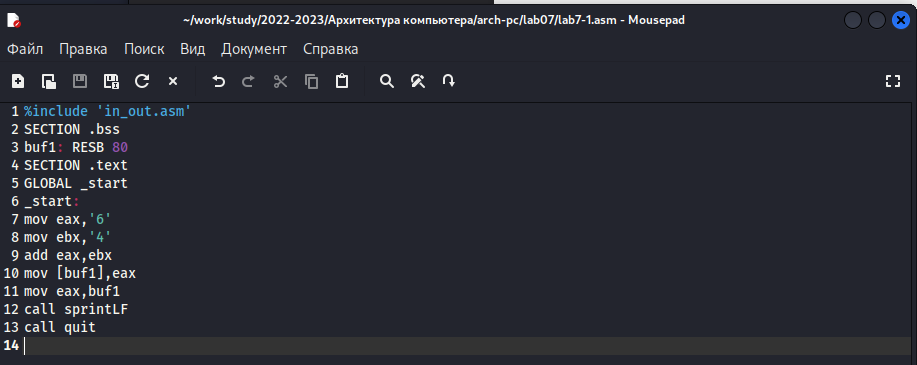 ~/work/study/2022-2023/Архитектура компьютера/arch-pc/lab07/lab7-1.asm - Mousepad
Файл Правка Поиск Вид Документ Справка
1 %include 'in_out.asm'
2 SECTION .bss
3 buf1: RESB 80
4 SECTION .text
5 GLOBAL _start
6 _start:
7 mov eax,'6'
8 mov ebx,'4'
9 add eax,ebx
10 mov [buf1],eax
11 mov eax,buf1
12 call sprintLF
13 call quit
14